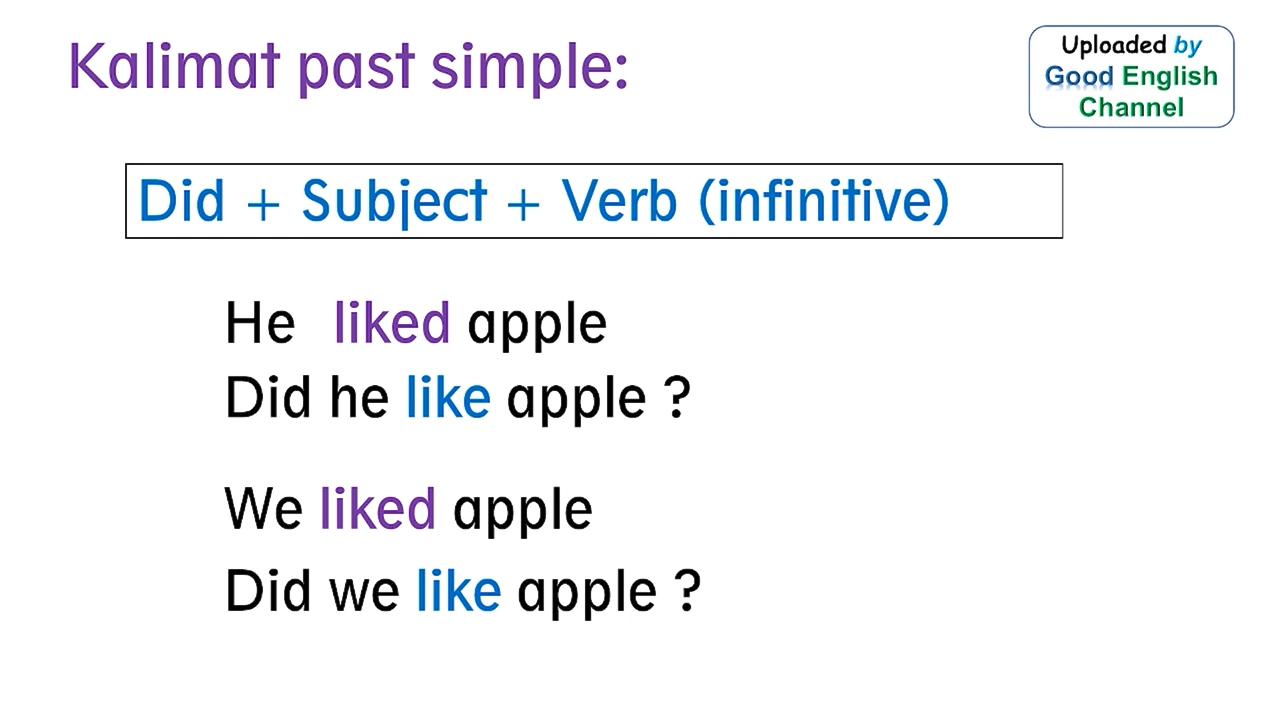 Kalimat past simple:
Uploaded by
Good English
Channel
Did + Subject + Verb (infinitive)
He liked apple
Did he like apple ?
We liked apple
Did we like apple ?